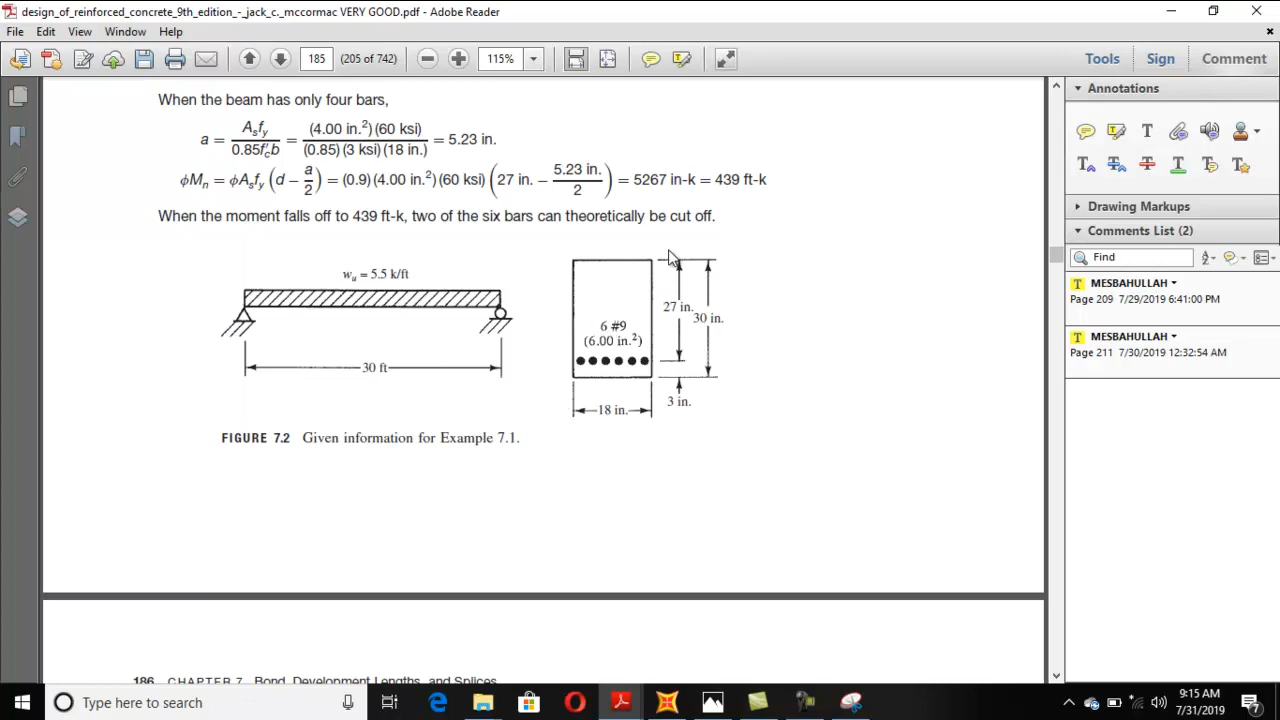 design_of_reinforced_concrete_9th_edition_-_jack_c._mccormac VERY GOOD.pdf - Adobe Reader
File Edit View Window Help
185 (205 of 742) 115% Tools Sign Comment
When the beam has only four bars,
a = Asfy / 0.85f′cb = (4.00 in.²)(60 ksi) / (0.85)(3 ksi)(18 in.) = 5.23 in.
ϕMn = ϕAsfy (d − a/2) = (0.9)(4.00 in.²)(60 ksi) (27 in. − 5.23 in./2) = 5267 in-k = 439 ft-k
When the moment falls off to 439 ft-k, two of the six bars can theoretically be cut off.
wu = 5.5 k/ft
30 ft
6 #9
(6.00 in.²)
27 in.
30 in.
3 in.
18 in.
FIGURE 7.2 Given information for Example 7.1.
186 CHAPTER 7 Bond, Development Lengths, and Splices
Annotations
Drawing Markups
Comments List (2)
Find
MESBAHULLAH
Page 209 7/29/2019 6:41:00 PM
MESBAHULLAH
Page 211 7/30/2019 12:32:54 AM
Type here to search
9:15 AM
7/31/2019